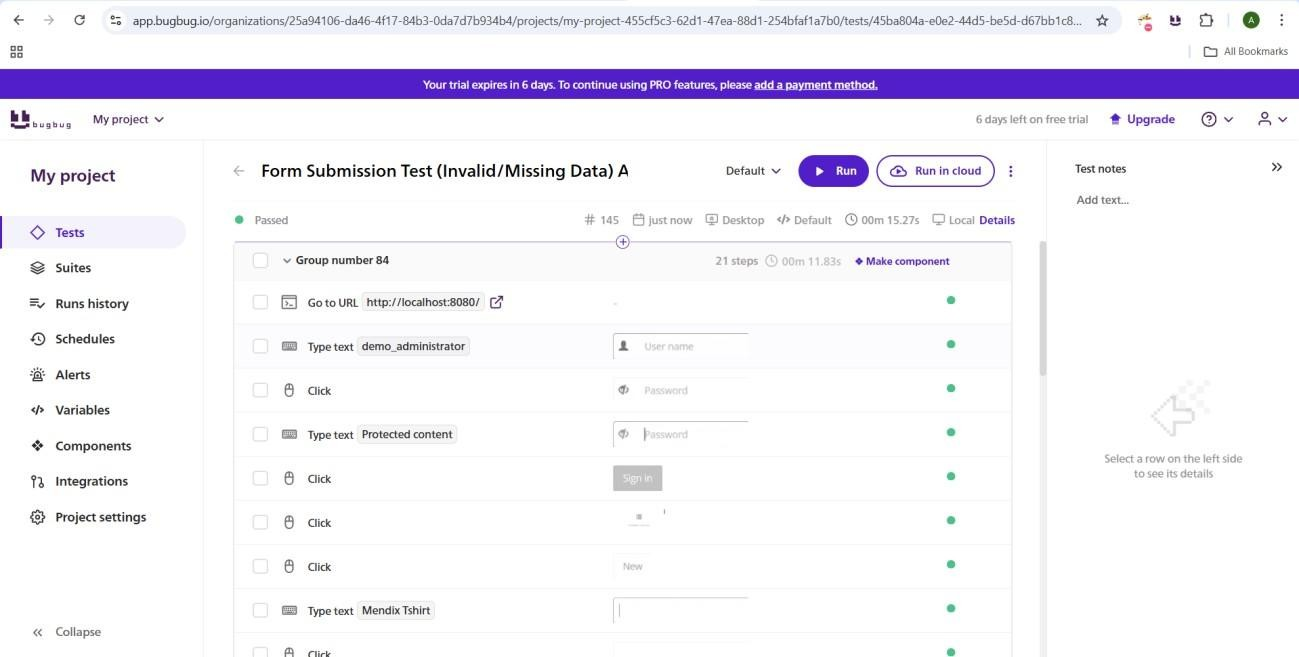 app.bugbug.io/organizations/25a94106-da46-4f17-84b3-0da7d7b934b4/projects/my-project-455cf5c3-62d1-47ea-88d1-254bfaf1a7b0/tests/45ba804a-e0e2-44d5-be5d-d67bb1c8...
A
All Bookmarks
Your trial expires in 6 days. To continue using PRO features, please add a payment method.
bugbug
My project
6 days left on free trial
Upgrade
My project
Form Submission Test (Invalid/Missing Data) A
Default
Run
Run in cloud
Test notes
Add text...
Passed
# 145
just now
Desktop
Default
00m 15.27s
Local
Details
Tests
Suites
Runs history
Schedules
Alerts
Variables
Components
Integrations
Project settings
Collapse
Group number 84
21 steps
00m 11.83s
Make component
Go to URL http://localhost:8080/
-
Type text demo_administrator
User name
Click
Password
Type text Protected content
Password
Click
Sign in
Click
Click
New
Type text Mendix Tshirt
Click
Select a row on the left side
to see its details